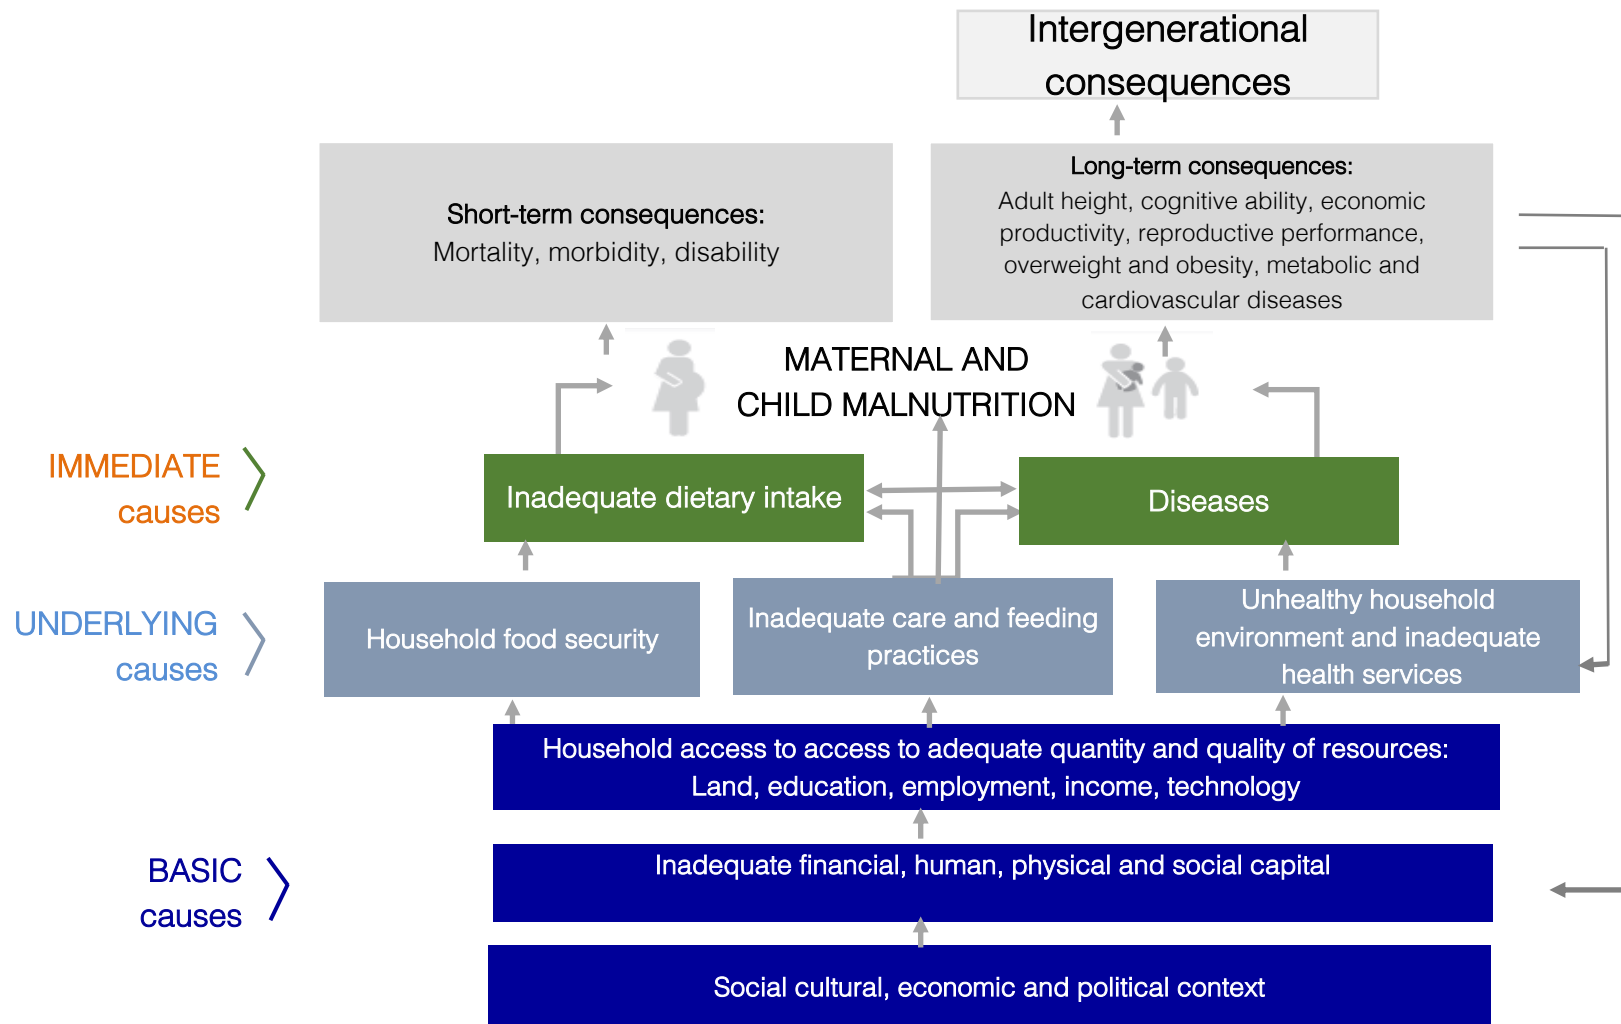 Intergenerational
consequences
Short-term consequences:
Mortality, morbidity, disability
Long-term consequences:
Adult height, cognitive ability, economic
productivity, reproductive performance,
overweight and obesity, metabolic and
cardiovascular diseases
MATERNAL AND
CHILD MALNUTRITION
IMMEDIATE
causes
Inadequate dietary intake
Diseases
UNDERLYING
causes
Household food security
Inadequate care and feeding
practices
Unhealthy household
environment and inadequate
health services
Household access to access to adequate quantity and quality of resources:
Land, education, employment, income, technology
BASIC
causes
Inadequate financial, human, physical and social capital
Social cultural, economic and political context